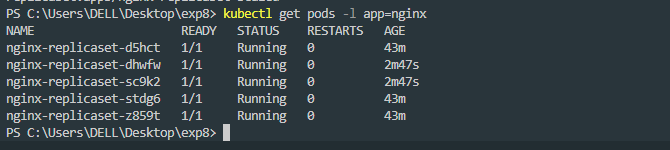 PS C:\Users\DELL\Desktop\exp8> kubectl get pods -l app=nginx
NAME READY STATUS RESTARTS AGE
nginx-replicaset-d5hct 1/1 Running 0 43m
nginx-replicaset-dhwfw 1/1 Running 0 2m47s
nginx-replicaset-sc9k2 1/1 Running 0 2m47s
nginx-replicaset-stdg6 1/1 Running 0 43m
nginx-replicaset-z859t 1/1 Running 0 43m
PS C:\Users\DELL\Desktop\exp8>